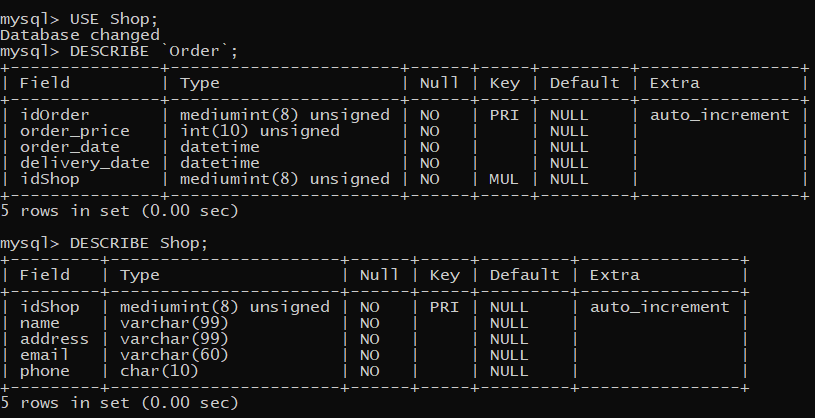 mysql> USE Shop;
Database changed
mysql> DESCRIBE `Order`;
+---------------+-----------------------+------+-----+---------+----------------+
| Field         | Type                  | Null | Key | Default | Extra          |
+---------------+-----------------------+------+-----+---------+----------------+
| idOrder       | mediumint(8) unsigned | NO   | PRI | NULL    | auto_increment |
| order_price   | int(10) unsigned      | NO   |     | NULL    |                |
| order_date    | datetime              | NO   |     | NULL    |                |
| delivery_date | datetime              | NO   |     | NULL    |                |
| idShop        | mediumint(8) unsigned | NO   | MUL | NULL    |                |
+---------------+-----------------------+------+-----+---------+----------------+
5 rows in set (0.00 sec)
mysql> DESCRIBE Shop;
+---------+-----------------------+------+-----+---------+----------------+
| Field   | Type                  | Null | Key | Default | Extra          |
+---------+-----------------------+------+-----+---------+----------------+
| idShop  | mediumint(8) unsigned | NO   | PRI | NULL    | auto_increment |
| name    | varchar(99)           | NO   |     | NULL    |                |
| address | varchar(99)           | NO   |     | NULL    |                |
| email   | varchar(60)           | NO   |     | NULL    |                |
| phone   | char(10)              | NO   |     | NULL    |                |
+---------+-----------------------+------+-----+---------+----------------+
5 rows in set (0.00 sec)